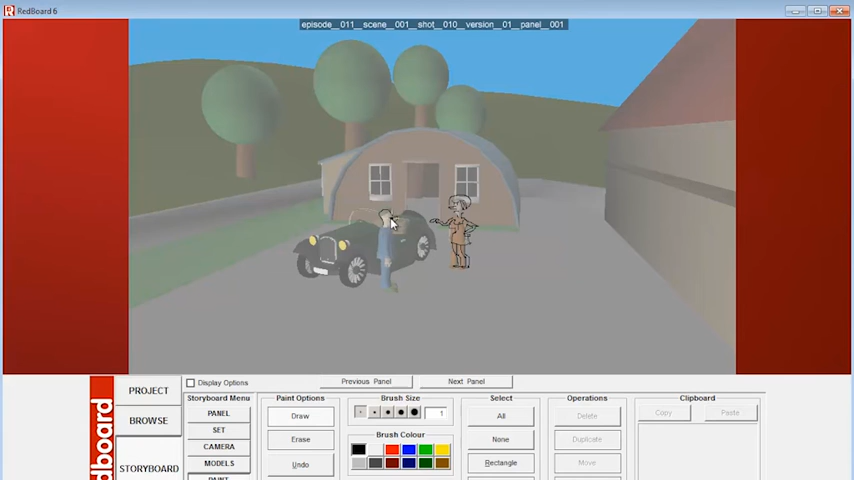 RedBoard 6
episode_011__scene__001__shot_010_version__01__panel_001
Display Options
Previous Panel
Next Panel
redboard
PROJECT
BROWSE
STORYBOARD
Storyboard Menu
PANEL
SET
CAMERA
MODELS
Paint Options
Draw
Erase
Undo
Brush Size
1
Brush Colour
Select
All
None
Rectangle
Operations
Delete
Duplicate
Move
Clipboard
Copy
Paste